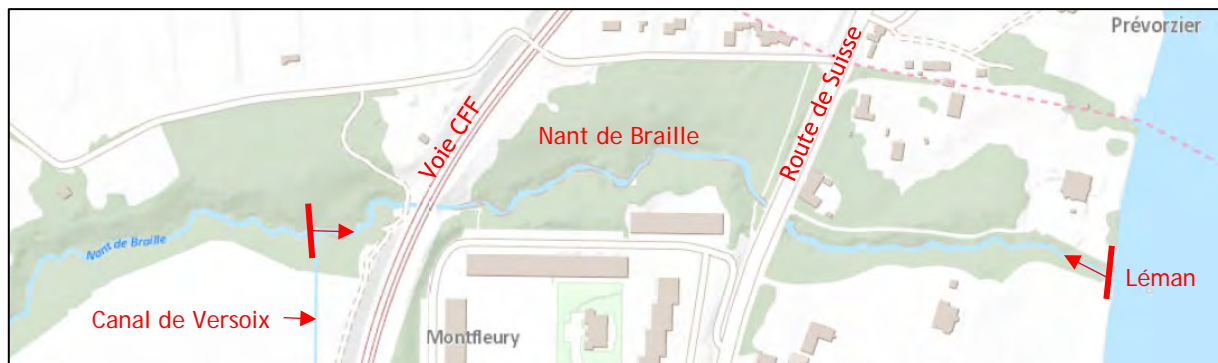 Prévorzier
Voie CFF
Nant de Braille
Route de Suisse
Nant de Braille
Canal de Versoix
Montfleury
Léman